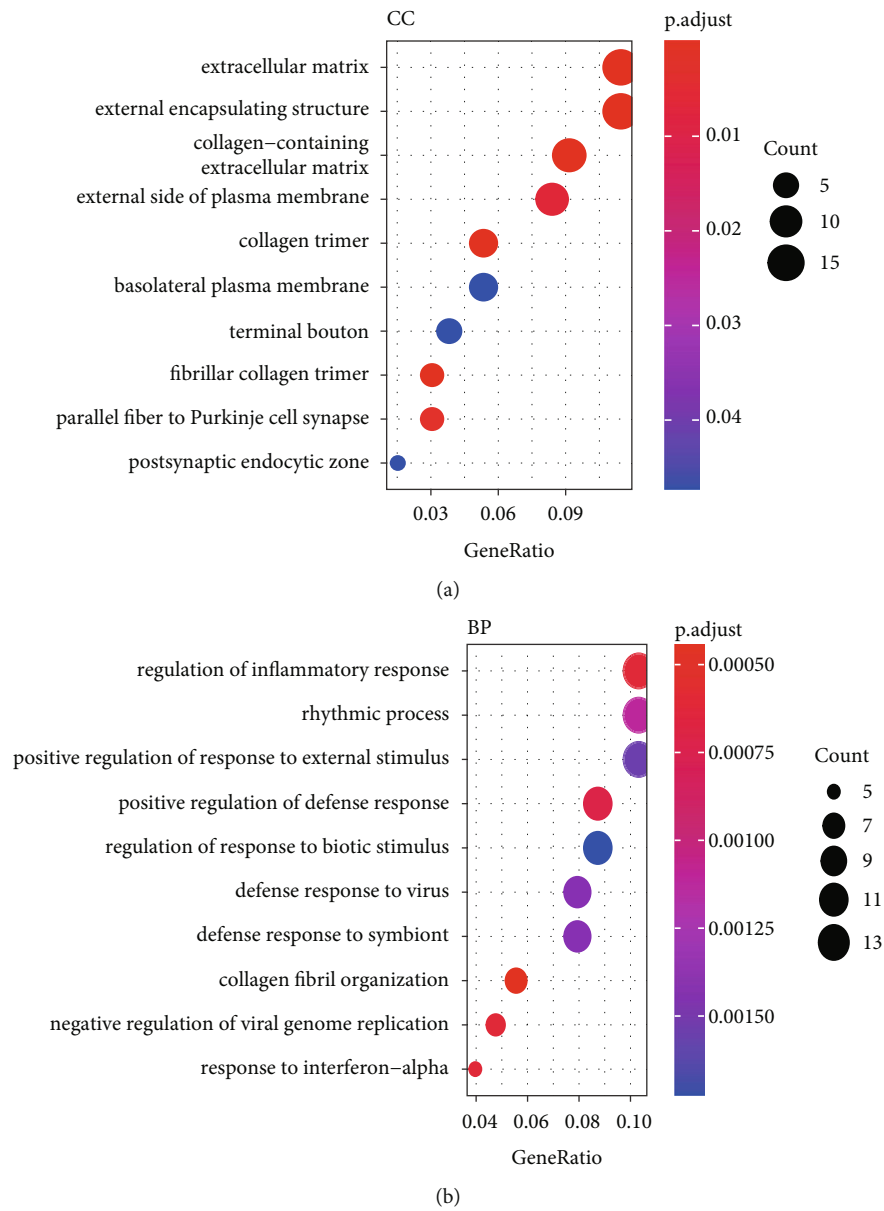 CC
extracellular matrix
external encapsulating structure
collagen−containing
extracellular matrix
external side of plasma membrane
collagen trimer
basolateral plasma membrane
terminal bouton
fibrillar collagen trimer
parallel fiber to Purkinje cell synapse
postsynaptic endocytic zone
0.03 0.06 0.09
GeneRatio
p.adjust
0.01
0.02
0.03
0.04
Count
5
10
15
(a)
BP
regulation of inflammatory response
rhythmic process
positive regulation of response to external stimulus
positive regulation of defense response
regulation of response to biotic stimulus
defense response to virus
defense response to symbiont
collagen fibril organization
negative regulation of viral genome replication
response to interferon−alpha
0.04 0.06 0.08 0.10
GeneRatio
p.adjust
0.00050
0.00075
0.00100
0.00125
0.00150
Count
5
7
9
11
13
(b)